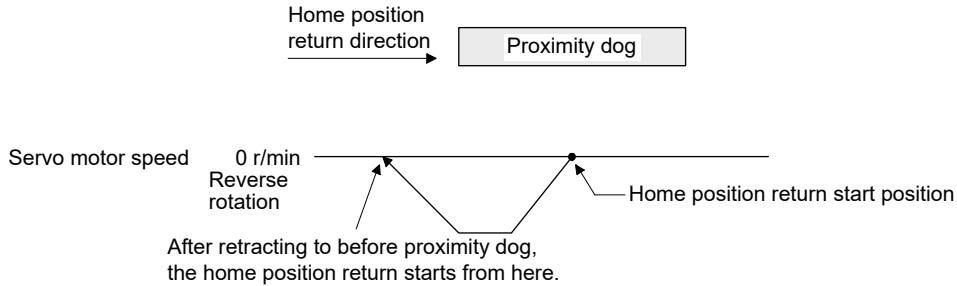 Home position
return direction
Proximity dog
Servo motor speed 0 r/min
Reverse
rotation
Home position return start position
After retracting to before proximity dog,
the home position return starts from here.